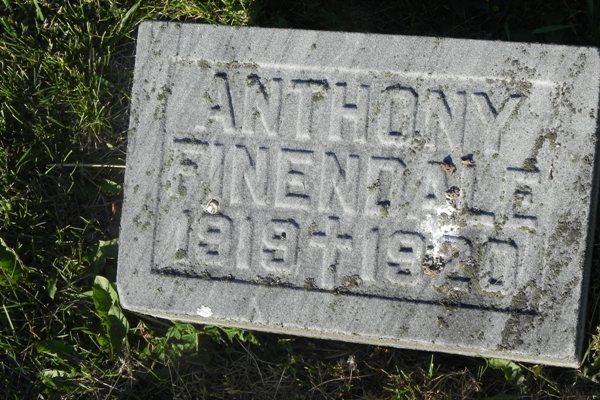 ANTHONY
FINENDALE
1919 ✝ 1920